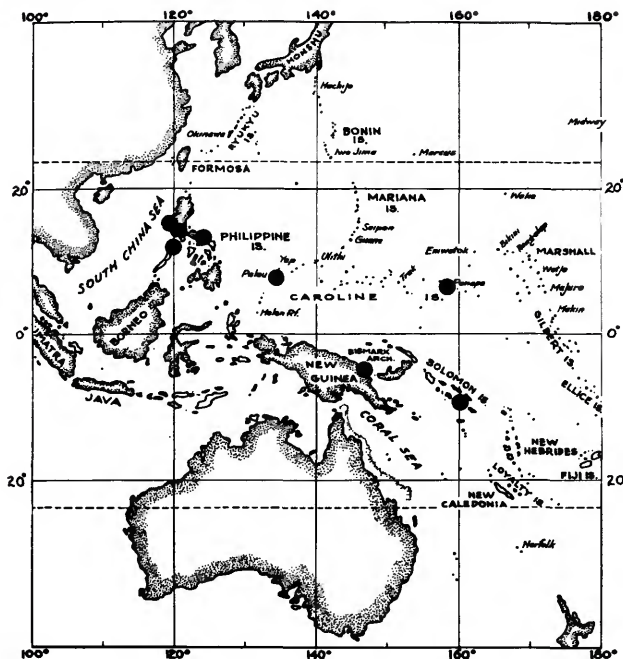 100° 120° 140° 160° 180°
HONSHU
Hachijo
Okinawa
RYUKYU
IS.
BONIN
IS.
Iwo Jima
Marcus
Midway
FORMOSA
20° 20°
Wake
MARIANA
IS.
Saipan
Guam
SOUTH CHINA SEA
PHILIPPINE
IS.
Eniwetok
Bikini
MARSHALL
Wotje
Majuro
Makin
Yap
Ulithi
Palau
Truk
Ponape
CAROLINE IS.
Helen Rf.
BORNEO
GILBERT IS.
0° 0°
SUMATRA
JAVA
NEW
GUINEA
BISMARK
ARCH.
SOLOMON IS.
ELLICE IS.
CORAL SEA
NEW
HEBRIDES
FIJI IS.
LOYALTY IS.
NEW
CALEDONIA
20° 20°
Norfolk
100° 120° 140° 160° 180°